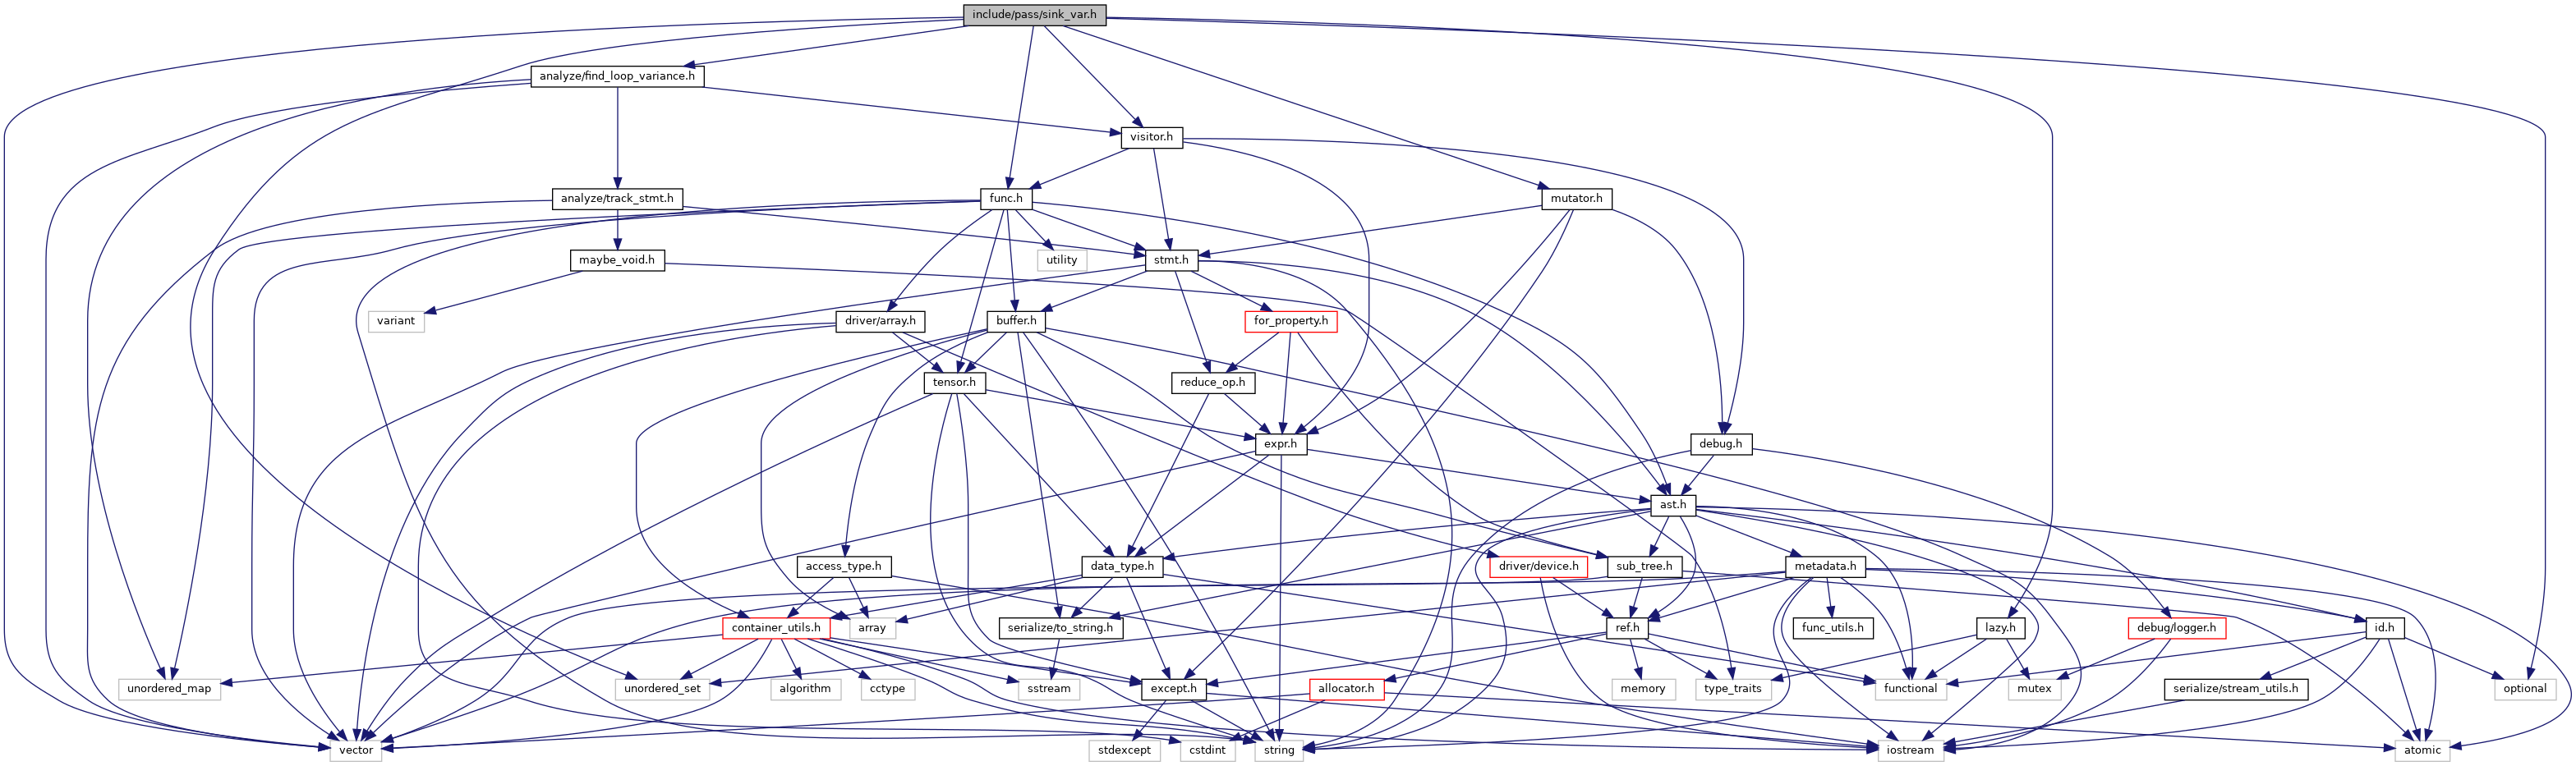 include/pass/sink_var.h
analyze/find_loop_variance.h
visitor.h
analyze/track_stmt.h
func.h
mutator.h
maybe_void.h
utility
stmt.h
variant
driver/array.h
buffer.h
for_property.h
tensor.h
reduce_op.h
expr.h
debug.h
ast.h
access_type.h
data_type.h
driver/device.h
sub_tree.h
metadata.h
container_utils.h
array
serialize/to_string.h
ref.h
func_utils.h
lazy.h
debug/logger.h
id.h
unordered_map
unordered_set
algorithm
cctype
sstream
except.h
allocator.h
memory
type_traits
functional
mutex
serialize/stream_utils.h
optional
vector
stdexcept
cstdint
string
iostream
atomic